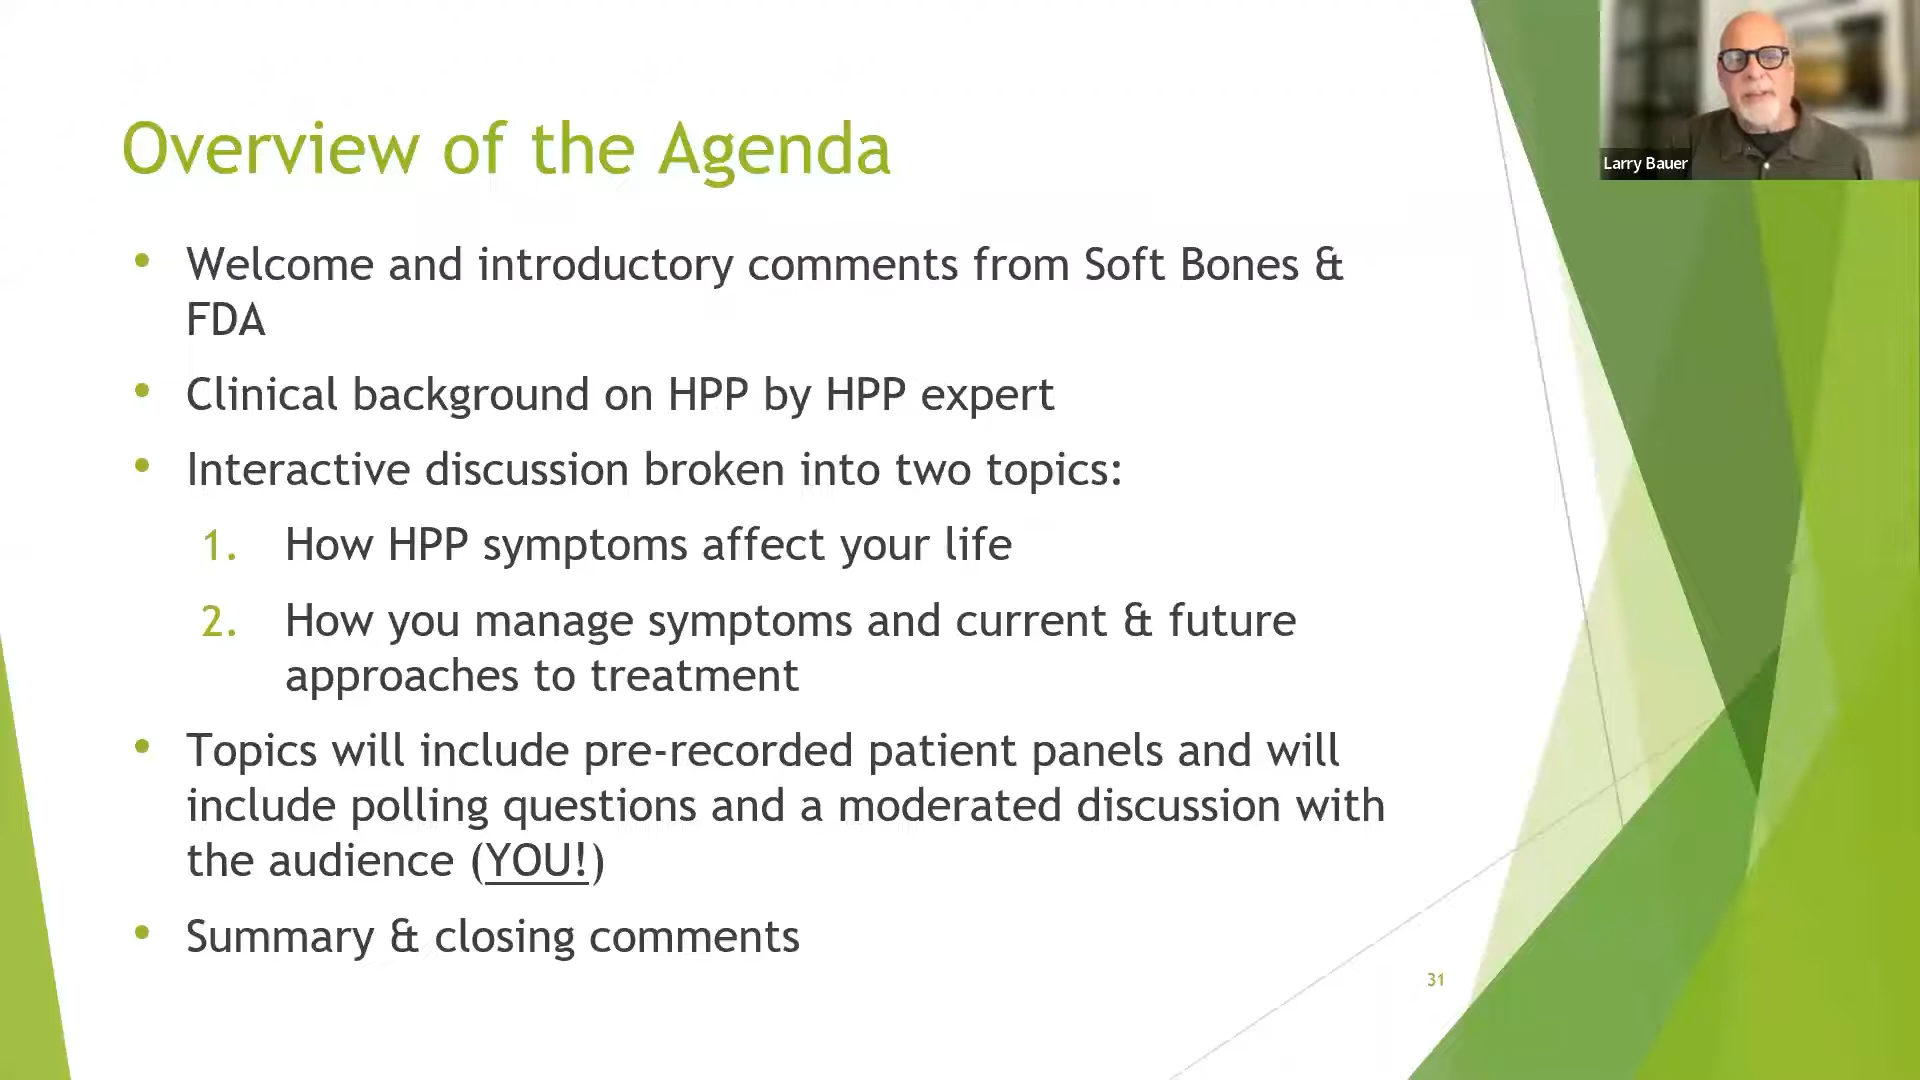 Overview of the Agenda
Larry Bauer
• Welcome and introductory comments from Soft Bones &
FDA
• Clinical background on HPP by HPP expert
• Interactive discussion broken into two topics:
1. How HPP symptoms affect your life
2. How you manage symptoms and current & future
approaches to treatment
• Topics will include pre-recorded patient panels and will
include polling questions and a moderated discussion with
the audience (YOU!)
• Summary & closing comments
31